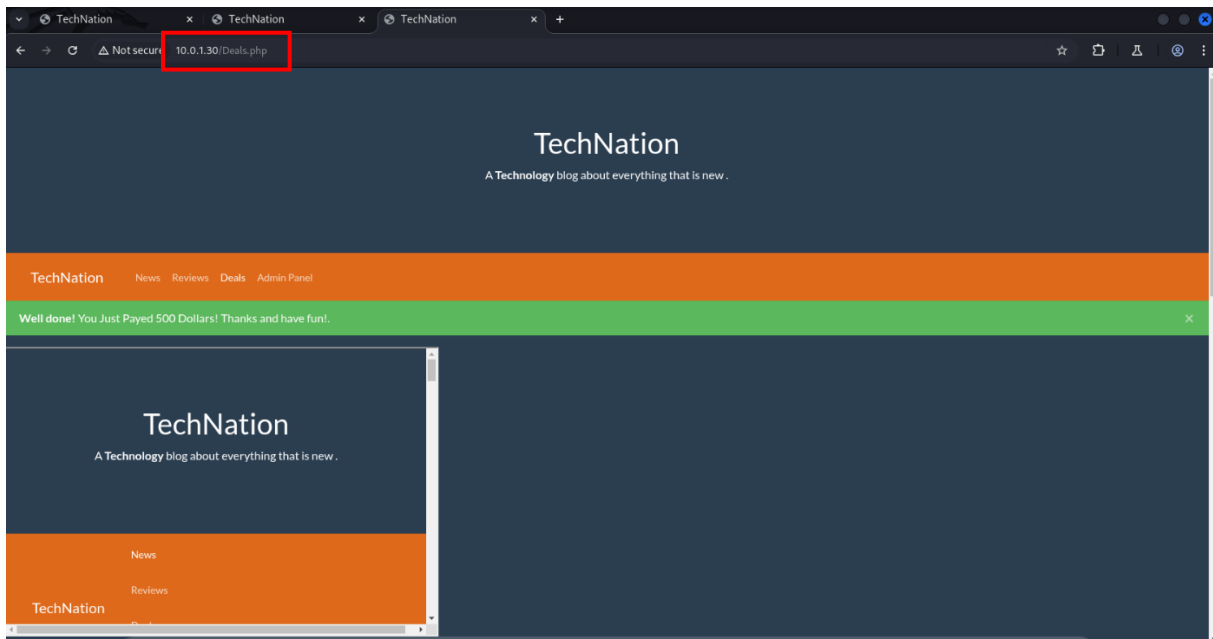 TechNation
TechNation
TechNation
Not secure 10.0.1.30/Deals.php
TechNation
A Technology blog about everything that is new .
TechNation News Reviews Deals Admin Panel
Well done! You Just Payed 500 Dollars! Thanks and have fun!.
TechNation
A Technology blog about everything that is new .
News
Reviews
TechNation